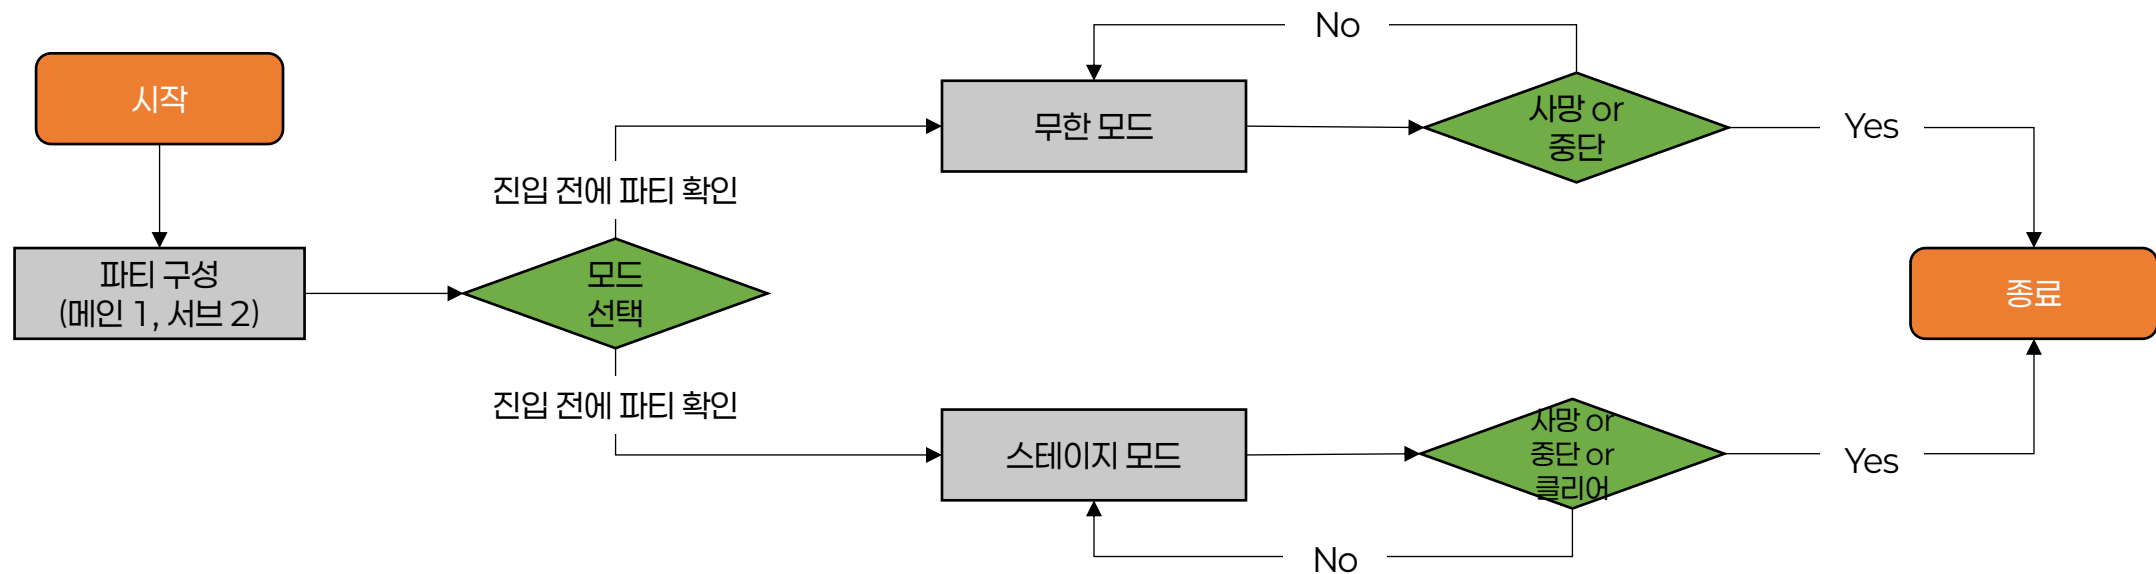 시작
파티 구성
(메인 1, 서브 2)
모드
선택
진입 전에 파티 확인
무한 모드
사망 or
중단
No
Yes
진입 전에 파티 확인
스테이지 모드
사망 or
중단 or
클리어
No
Yes
종료